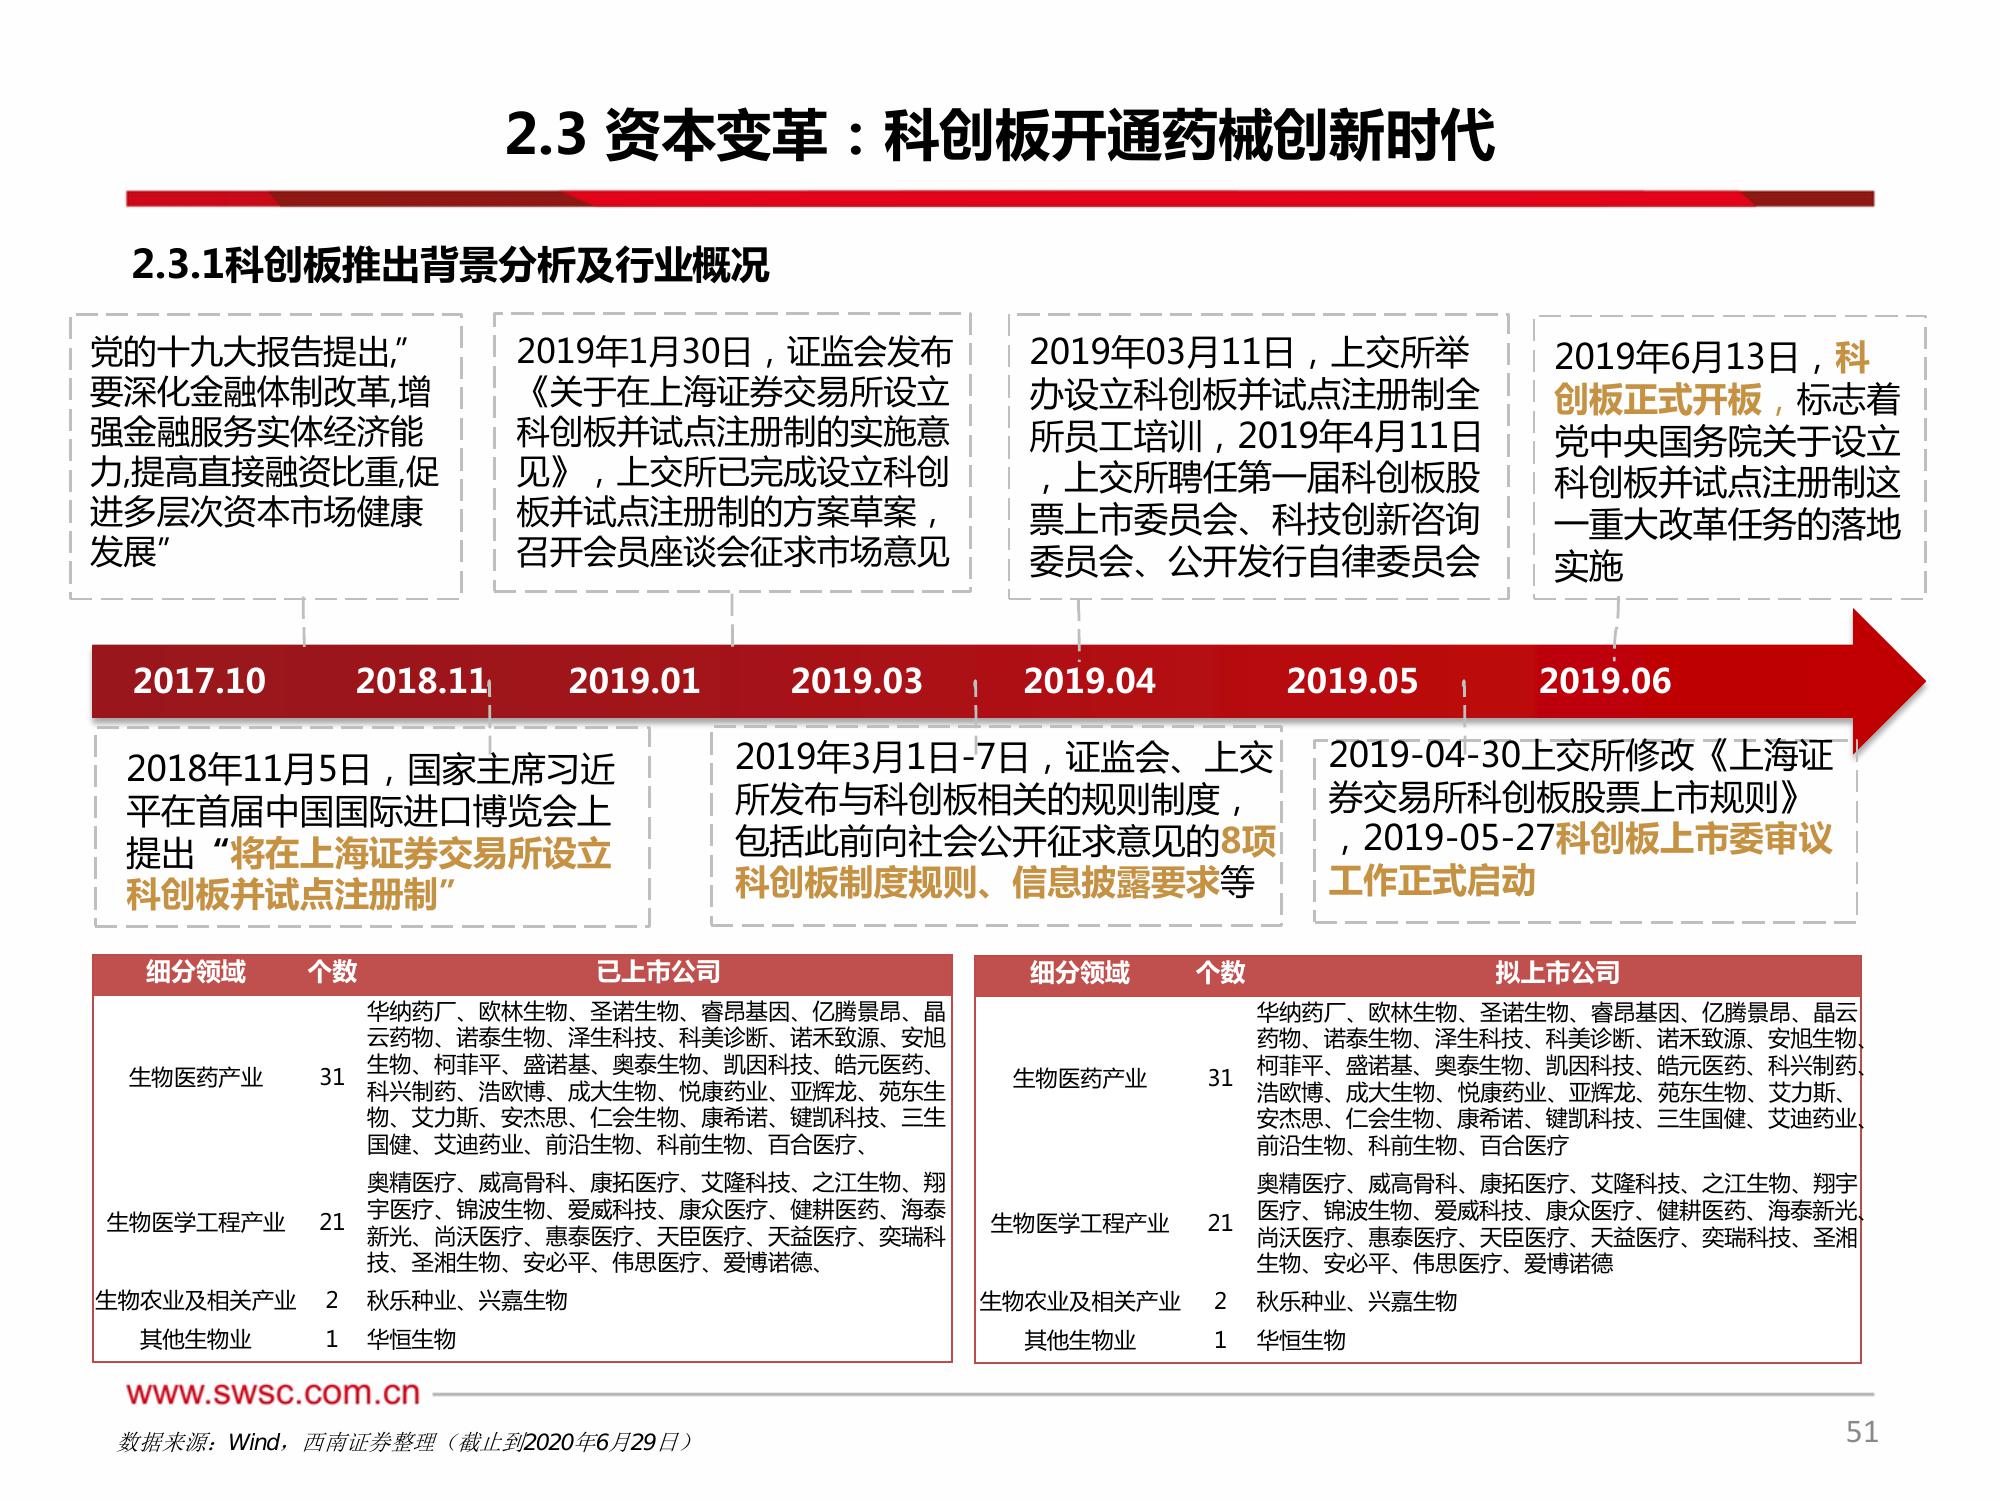 2.3 资本变革：科创板开通药械创新时代
2.3.1科创板推出背景分析及行业概况
党的十九大报告提出,”
要深化金融体制改革,增
强金融服务实体经济能
力,提高直接融资比重,促
进多层次资本市场健康
发展”
2019年1月30日，证监会发布
《关于在上海证券交易所设立
科创板并试点注册制的实施意
见》，上交所已完成设立科创
板并试点注册制的方案草案，
召开会员座谈会征求市场意见
2019年03月11日，上交所举
办设立科创板并试点注册制全
所员工培训，2019年4月11日
，上交所聘任第一届科创板股
票上市委员会、科技创新咨询
委员会、公开发行自律委员会
2019年6月13日，科
创板正式开板，标志着
党中央国务院关于设立
科创板并试点注册制这
一重大改革任务的落地
实施
2017.10 2018.11 2019.01 2019.03 2019.04 2019.05 2019.06
2018年11月5日，国家主席习近
平在首届中国国际进口博览会上
提出“将在上海证券交易所设立
科创板并试点注册制”
2019年3月1日-7日，证监会、上交
所发布与科创板相关的规则制度，
包括此前向社会公开征求意见的8项
科创板制度规则、信息披露要求等
2019-04-30上交所修改《上海证
券交易所科创板股票上市规则》
，2019-05-27科创板上市委审议
工作正式启动
细分领域 个数 已上市公司
生物医药产业 31
华纳药厂、欧林生物、圣诺生物、睿昂基因、亿腾景昂、晶
云药物、诺泰生物、泽生科技、科美诊断、诺禾致源、安旭
生物、柯菲平、盛诺基、奥泰生物、凯因科技、皓元医药、
科兴制药、浩欧博、成大生物、悦康药业、亚辉龙、苑东生
物、艾力斯、安杰思、仁会生物、康希诺、键凯科技、三生
国健、艾迪药业、前沿生物、科前生物、百合医疗、
生物医学工程产业 21
奥精医疗、威高骨科、康拓医疗、艾隆科技、之江生物、翔
宇医疗、锦波生物、爱威科技、康众医疗、健耕医药、海泰
新光、尚沃医疗、惠泰医疗、天臣医疗、天益医疗、奕瑞科
技、圣湘生物、安必平、伟思医疗、爱博诺德、
生物农业及相关产业 2 秋乐种业、兴嘉生物
其他生物业 1 华恒生物
细分领域 个数 拟上市公司
生物医药产业 31
华纳药厂、欧林生物、圣诺生物、睿昂基因、亿腾景昂、晶云
药物、诺泰生物、泽生科技、科美诊断、诺禾致源、安旭生物、
柯菲平、盛诺基、奥泰生物、凯因科技、皓元医药、科兴制药、
浩欧博、成大生物、悦康药业、亚辉龙、苑东生物、艾力斯、
安杰思、仁会生物、康希诺、键凯科技、三生国健、艾迪药业、
前沿生物、科前生物、百合医疗
生物医学工程产业 21
奥精医疗、威高骨科、康拓医疗、艾隆科技、之江生物、翔宇
医疗、锦波生物、爱威科技、康众医疗、健耕医药、海泰新光、
尚沃医疗、惠泰医疗、天臣医疗、天益医疗、奕瑞科技、圣湘
生物、安必平、伟思医疗、爱博诺德
生物农业及相关产业 2 秋乐种业、兴嘉生物
其他生物业 1 华恒生物
www.swsc.com.cn
数据来源：Wind，西南证券整理（截止到2020年6月29日）
51